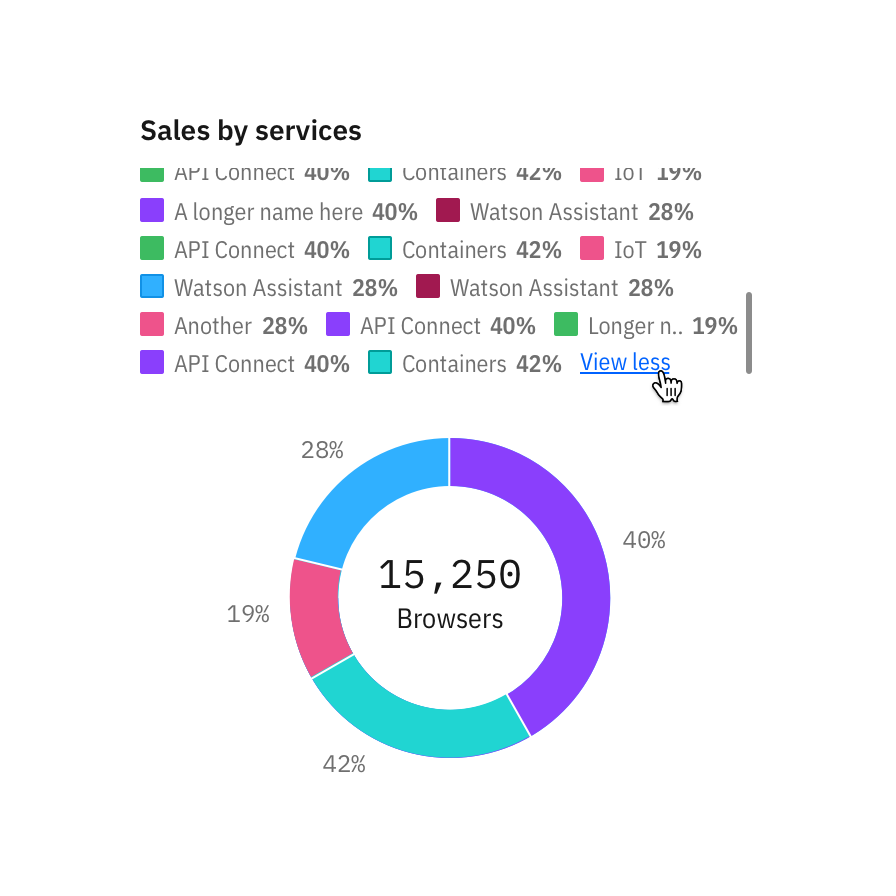 Sales by services
API Connect 40% Containers 42% IoT 19%
A longer name here 40% Watson Assistant 28%
API Connect 40% Containers 42% IoT 19%
Watson Assistant 28% Watson Assistant 28%
Another 28% API Connect 40% Longer n.. 19%
API Connect 40% Containers 42% View less
28%
40%
15,250
Browsers
19%
42%